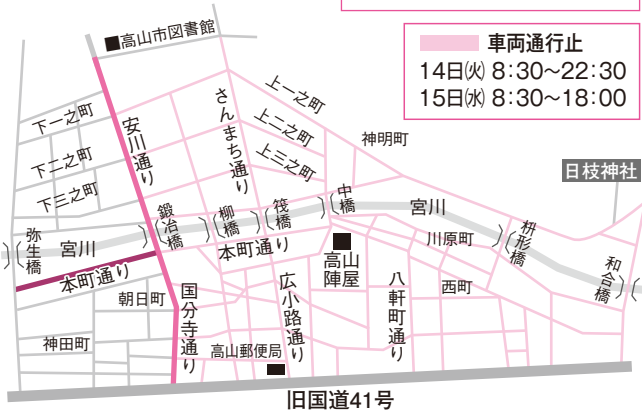 車両通行止
14日㈫ 8:30〜22:30
15日㈬ 8:30〜18:00
高山市図書館
下一之町
下二之町
下三之町
安川通り
さんまち通り
上一之町
上二之町
上三之町
神明町
日枝神社
弥生橋
宮川
鍛冶橋
柳橋
筏橋
中橋
宮川
枡形橋
和合橋
本町通り
本町通り
川原町
高山
陣屋
朝日町
国分寺通り
広小路通り
八軒町通り
西町
神田町
高山郵便局
旧国道41号